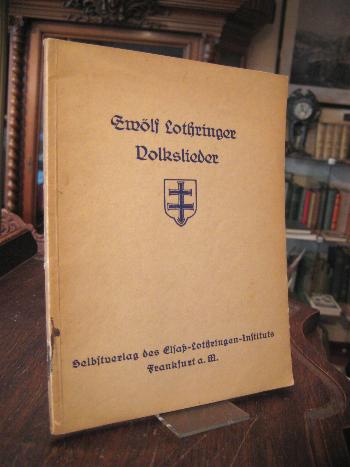 Zwölf Lothringer
Volkslieder
Selbstverlag des Elsaß-Lothringen-Instituts
Frankfurt a. M.